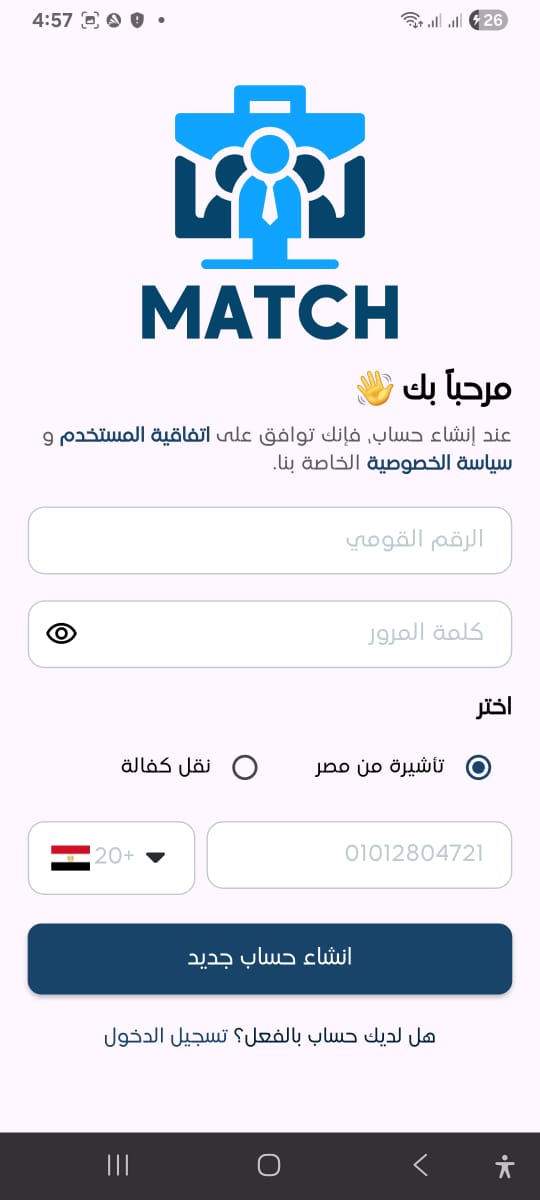 4:57
26
MATCH
مرحباً بك 👋
عند إنشاء حساب, فإنك توافق على اتفاقية المستخدم و
سياسة الخصوصية الخاصة بنا.
الرقم القومي
كلمة المرور
اختر
تأشيرة من مصر
نقل كفالة
01012804721
20+
انشاء حساب جديد
هل لديك حساب بالفعل؟ تسجيل الدخول